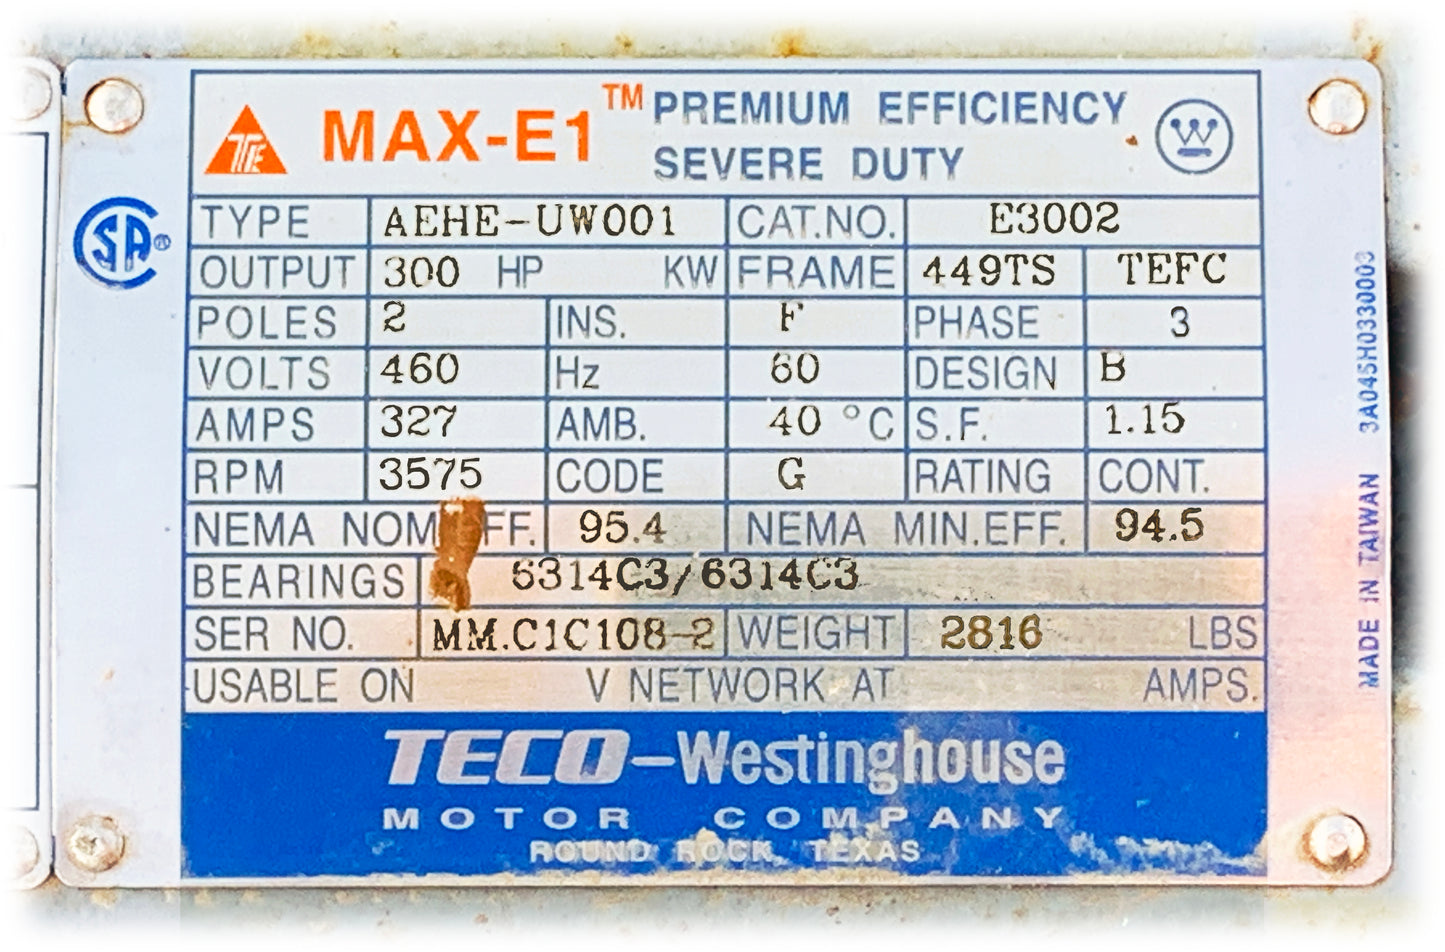 MAX-E1™ PREMIUM EFFICIENCY
SEVERE DUTY
TE
W
SA®
TYPE AEHE-UW001 CAT.NO. E3002
OUTPUT 300 HP KW FRAME 449TS TEFC
POLES 2 INS. F PHASE 3
VOLTS 460 Hz 60 DESIGN B
AMPS 327 AMB. 40 °C S.F. 1.15
RPM 3575 CODE G RATING CONT.
NEMA NOM FF. 95.4 NEMA MIN.EFF. 94.5
BEARINGS 6314C3/6314C3
SER NO. MM.C1C108-2 WEIGHT 2816 LBS
USABLE ON V NETWORK AT AMPS.
TECO-Westinghouse
MOTOR COMPANY
ROUND ROCK, TEXAS
MADE IN TAIWAN 3A045H0330003